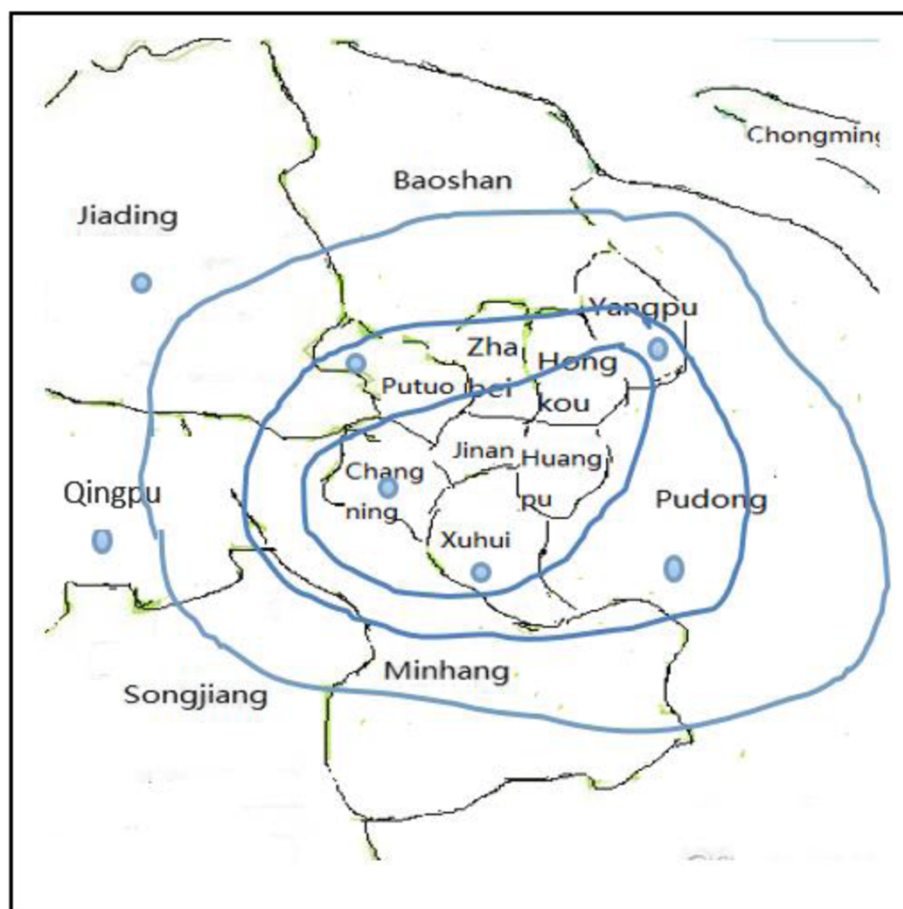 Chongming
Baoshan
Jiading
Yangpu
Zha
bei
Hong
kou
Putuo
Jinan
Huang
pu
Chang
ning
Qingpu
Pudong
Xuhui
Minhang
Songjiang